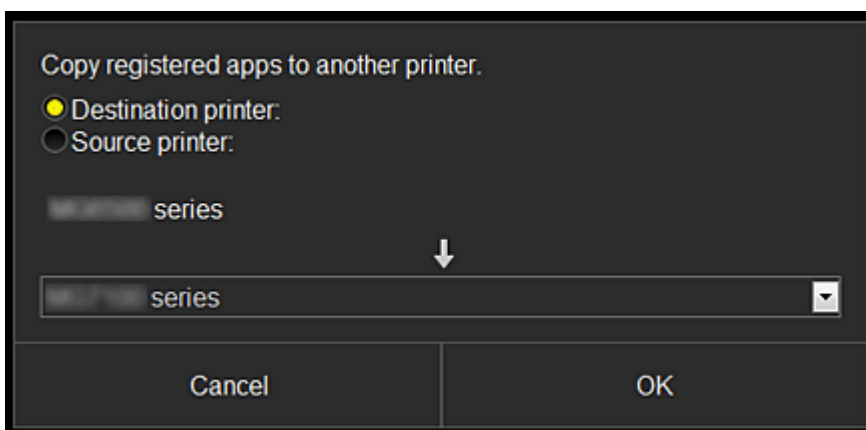 Copy registered apps to another printer.
Destination printer:
Source printer:
series
series
Cancel
OK